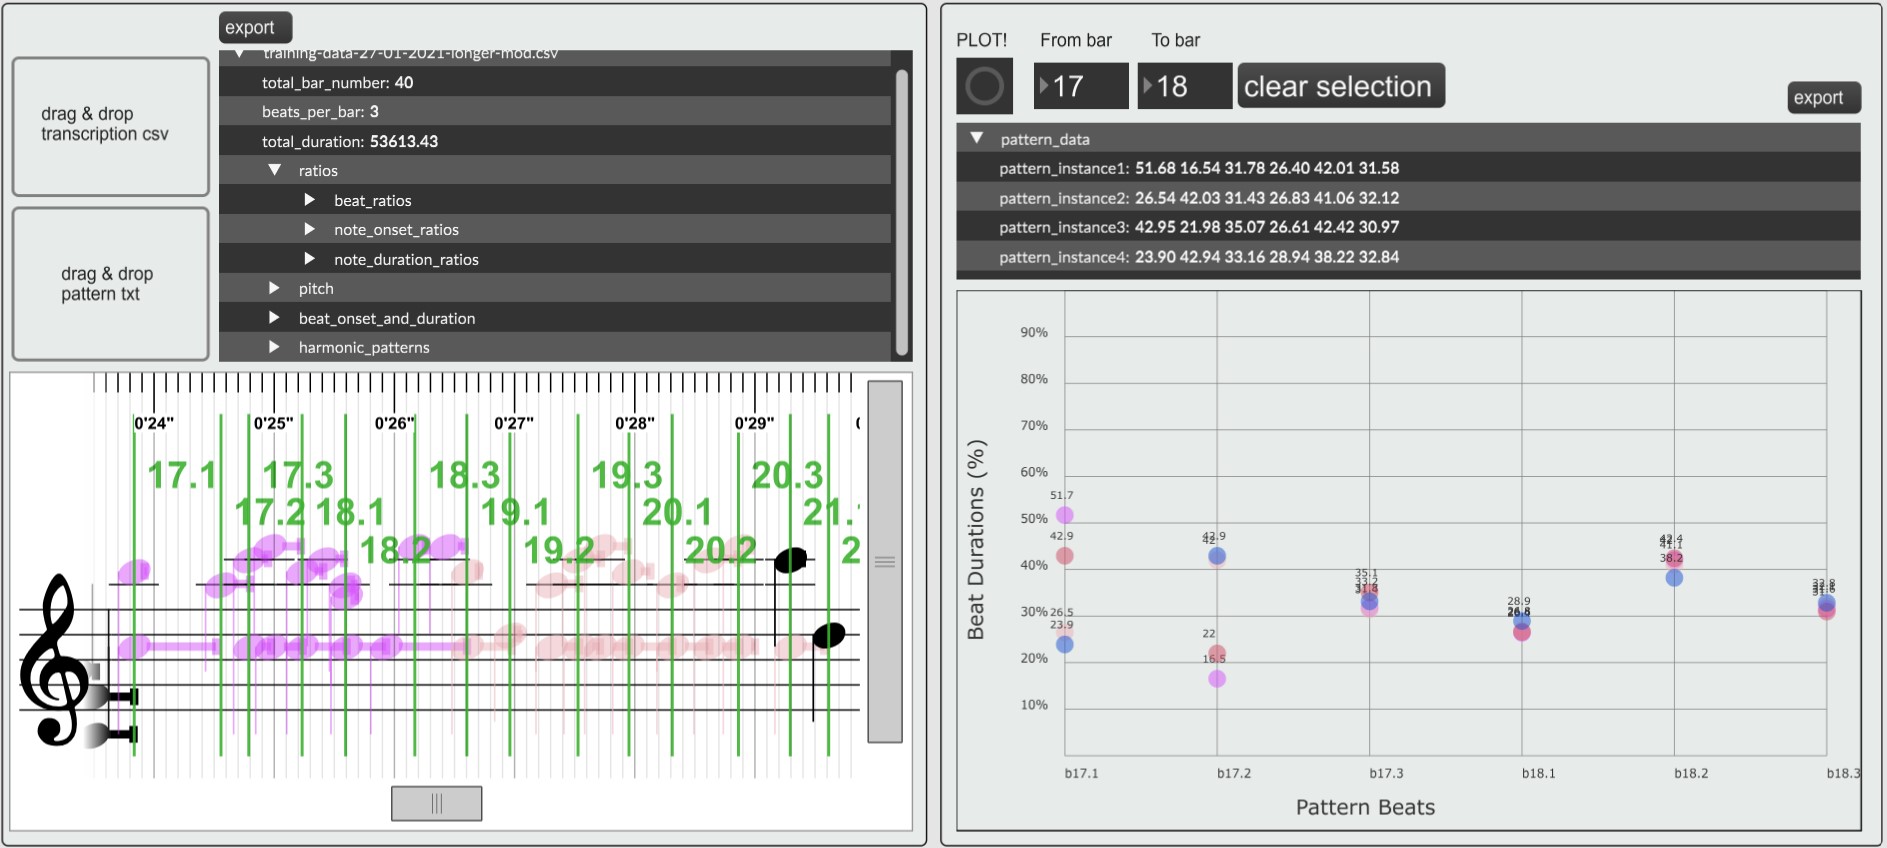 export
drag & drop
transcription csv
drag & drop
pattern txt
training-data-27-01-2021-longer-mod.csv
total_bar_number: 40
beats_per_bar: 3
total_duration: 53613.43
ratios
beat_ratios
note_onset_ratios
note_duration_ratios
pitch
beat_onset_and_duration
harmonic_patterns
0'24" 0'25" 0'26" 0'27" 0'28" 0'29"
17.1 17.3 18.3 19.3 20.3
17.2 18.1 19.1 20.1 21.
18.2 19.2 20.2 2
PLOT! From bar To bar
17 18 clear selection
export
pattern_data
pattern_instance1: 51.68 16.54 31.78 26.40 42.01 31.58
pattern_instance2: 26.54 42.03 31.43 26.83 41.06 32.12
pattern_instance3: 42.95 21.98 35.07 26.61 42.42 30.97
pattern_instance4: 23.90 42.94 33.16 28.94 38.22 32.84
Beat Durations (%)
90%
80%
70%
60%
50%
40%
30%
20%
10%
51.7
42.9
26.5
23.9
42.9
22
16.5
35.1
33.2
28.9
42.4
41.1
38.2
32.8
b17.1 b17.2 b17.3 b18.1 b18.2 b18.3
Pattern Beats